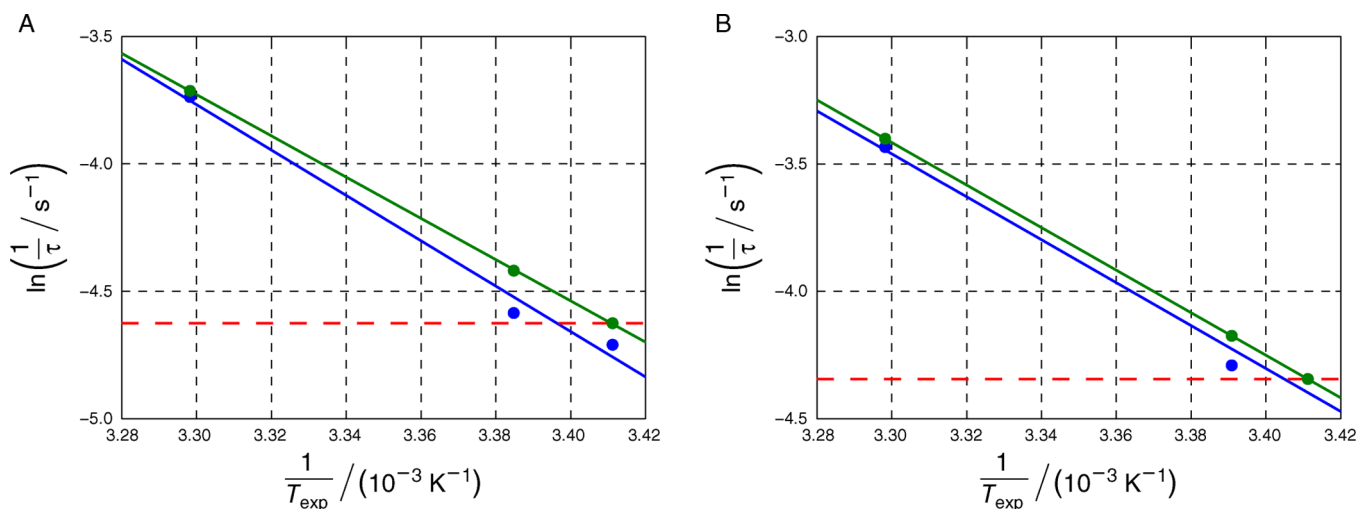 A
−3.5
−4.0
−4.5
−5.0
ln(1/τ / s⁻¹)
3.28 3.30 3.32 3.34 3.36 3.38 3.40 3.42
1/T_exp / (10⁻³ K⁻¹)
B
−3.0
−3.5
−4.0
−4.5
ln(1/τ / s⁻¹)
3.28 3.30 3.32 3.34 3.36 3.38 3.40 3.42
1/T_exp / (10⁻³ K⁻¹)